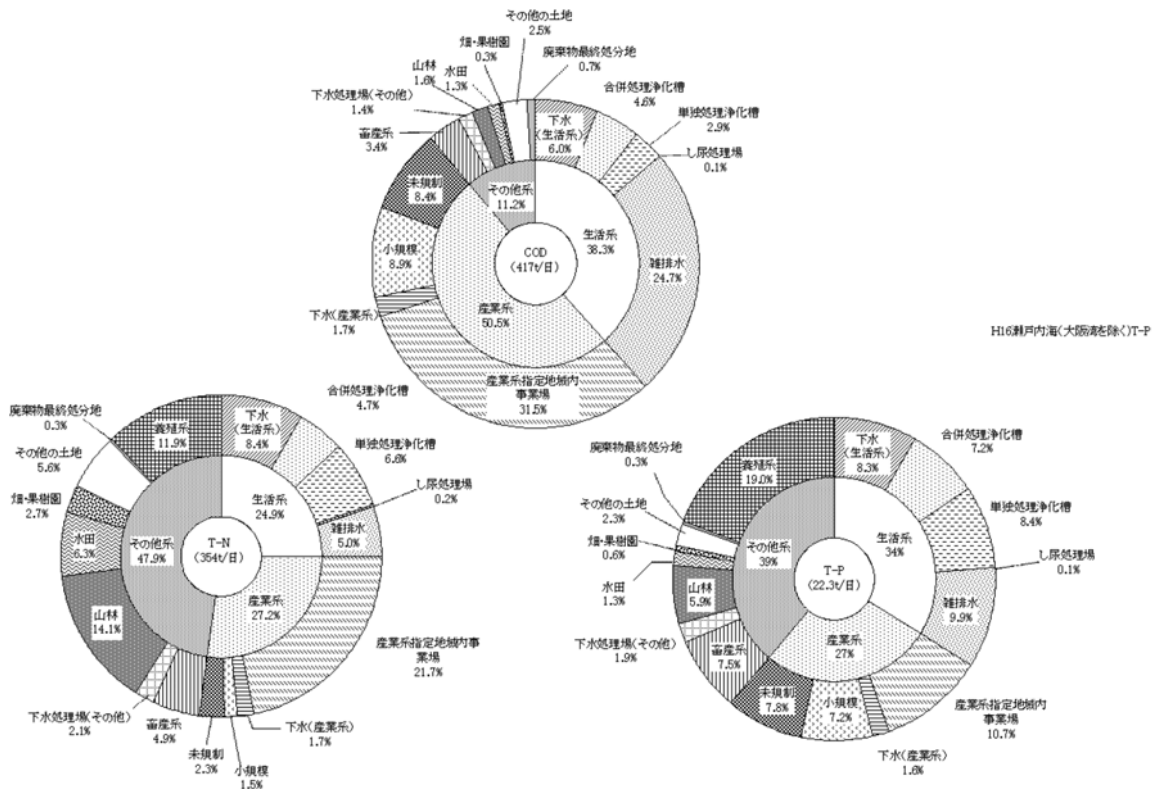 その他の土地
2.5%
畑・果樹園
0.3%
廃棄物最終処分地
0.7%
山林
1.6%
水田
1.3%
合併処理浄化槽
4.6%
下水処理場(その他)
1.4%
下水
(生活系)
6.0%
単独処理浄化槽
2.9%
畜産系
3.4%
し尿処理場
0.1%
未規制
8.4%
その他系
11.2%
生活系
38.3%
小規模
8.9%
COD
(417t/日)
雑排水
24.7%
産業系
50.5%
下水(産業系)
1.7%
産業系指定地域内
事業場
31.5%
H16瀬戸内海(大阪湾を除く)T-P
合併処理浄化槽
4.7%
廃棄物最終処分地
0.3%
養殖系
11.9%
下水
(生活系)
8.4%
単独処理浄化槽
6.6%
その他の土地
5.6%
し尿処理場
0.2%
畑・果樹園
2.7%
生活系
24.9%
雑排水
5.0%
水田
6.3%
その他系
47.9%
T-N
(354t/日)
産業系
27.2%
山林
14.1%
産業系指定地域内事
業場
21.7%
下水処理場(その他)
2.1%
畜産系
4.9%
未規制
2.3%
小規模
1.5%
下水(産業系)
1.7%
廃棄物最終処分地
0.3%
養殖系
19.0%
下水
(生活系)
8.3%
合併処理浄化槽
7.2%
その他の土地
2.3%
単独処理浄化槽
8.4%
畑・果樹園
0.6%
その他系
39%
生活系
34%
し尿処理場
0.1%
水田
1.3%
T-P
(22.3t/日)
山林
5.9%
雑排水
9.9%
下水処理場(その他)
1.9%
畜産系
7.5%
産業系
27%
未規制
7.8%
小規模
7.2%
産業系指定地域内
事業場
10.7%
下水(産業系)
1.6%